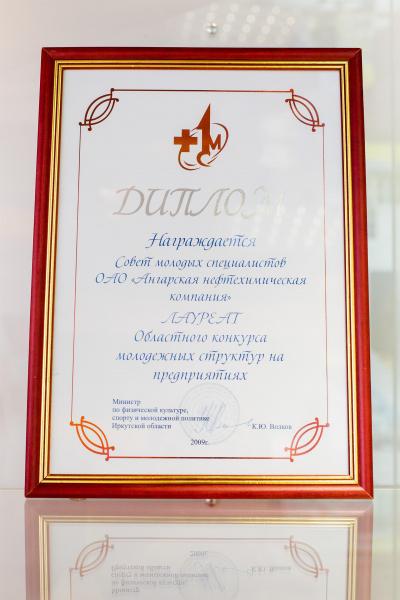 М
ДИПЛОМ
Награждается
Совет молодых специалистов
ОАО «Ангарская нефтехимическая
компания»
ЛАУРЕАТ
Областного конкурса
молодежных структур на
предприятиях
Министр
по физической культуре,
спорту и молодежной политике
Иркутской области
К.Ю. Волков
2009г.